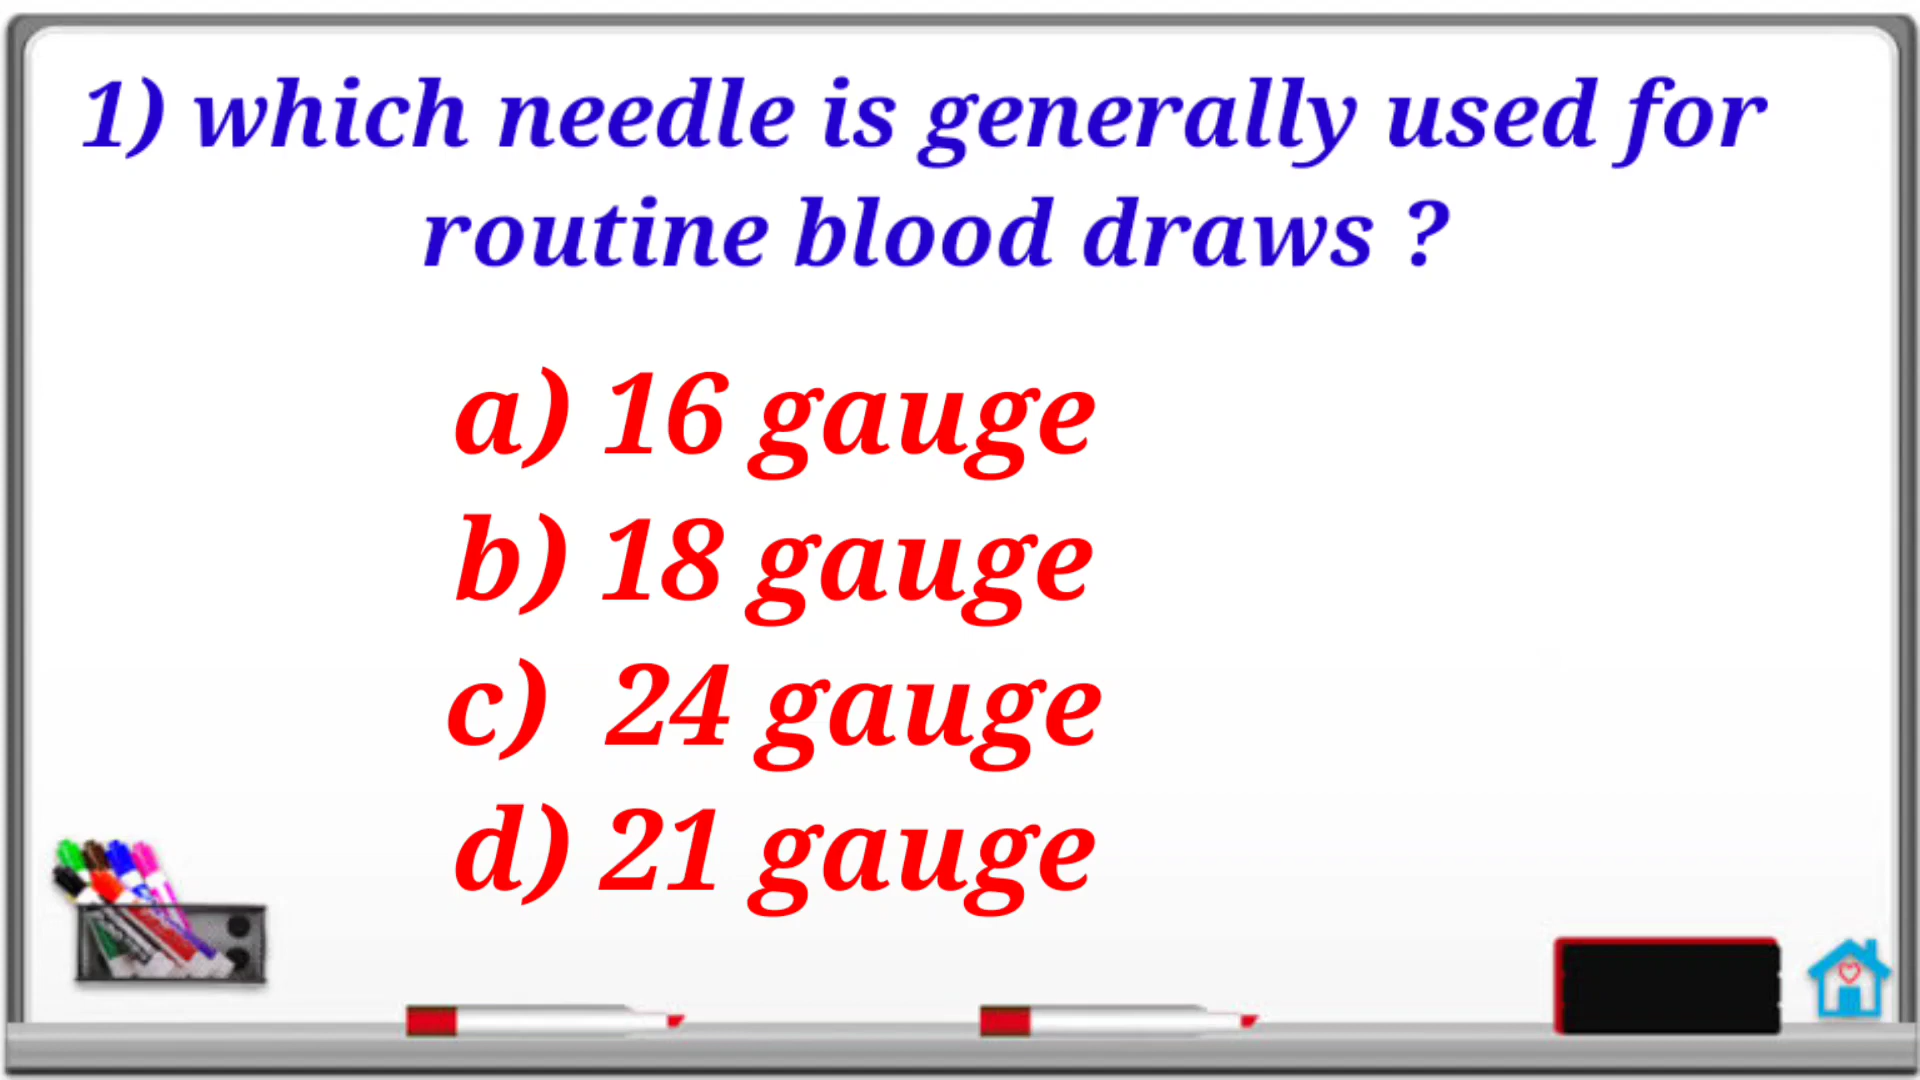 1) which needle is generally used for
routine blood draws ?
a) 16 gauge
b) 18 gauge
c) 24 gauge
d) 21 gauge